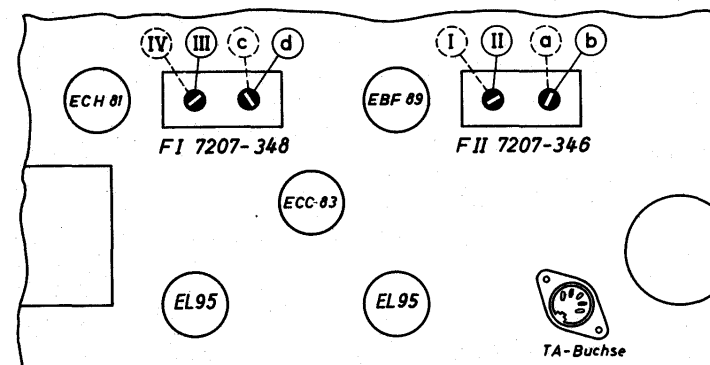 IV III c d
I II a b
ECH 81
EBF 89
F I 7207-348
F II 7207-346
ECC-83
EL95
EL95
TA-Buchse